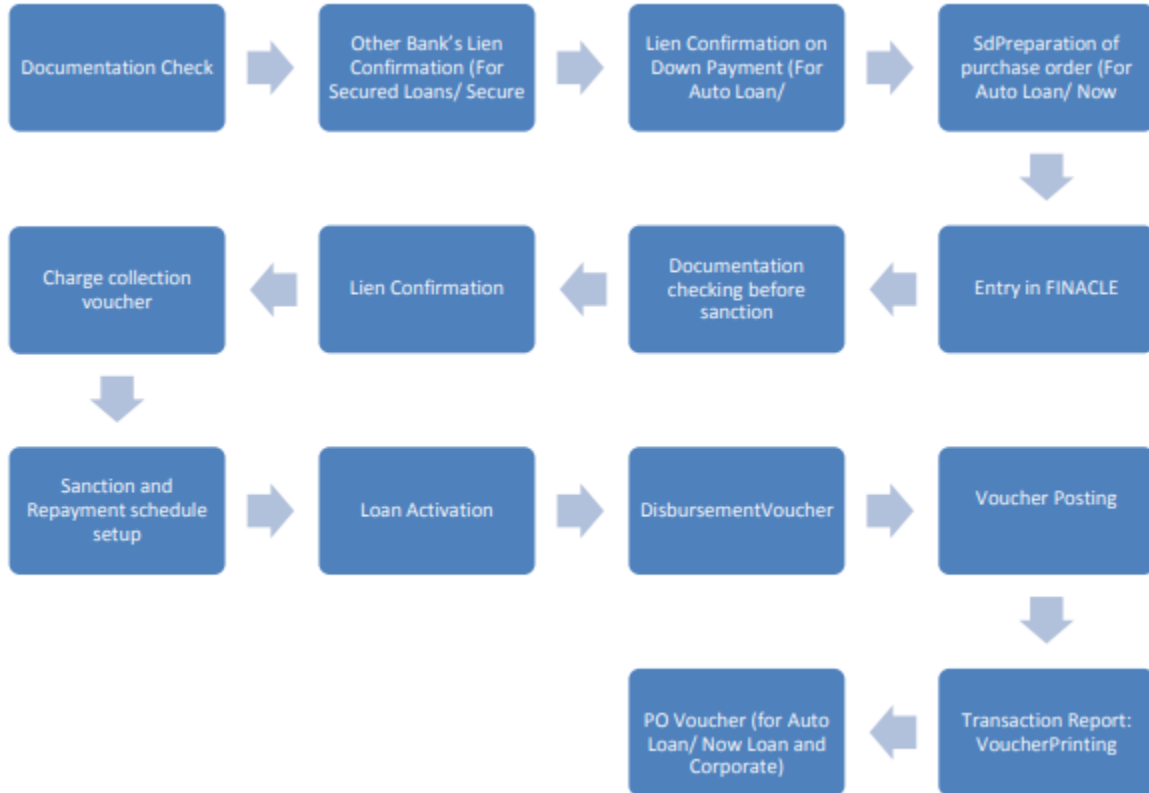 Documentation Check
Other Bank's Lien
Confirmation (For
Secured Loans/ Secure
Lien Confirmation on
Down Payment (For
Auto Loan/
SdPreparation of
purchase order (For
Auto Loan/ Now
Entry in FINACLE
Documentation
checking before
sanction
Lien Confirmation
Charge collection
voucher
Sanction and
Repayment schedule
setup
Loan Activation
DisbursementVoucher
Voucher Posting
Transaction Report:
VoucherPrinting
PO Voucher (for Auto
Loan/ Now Loan and
Corporate)